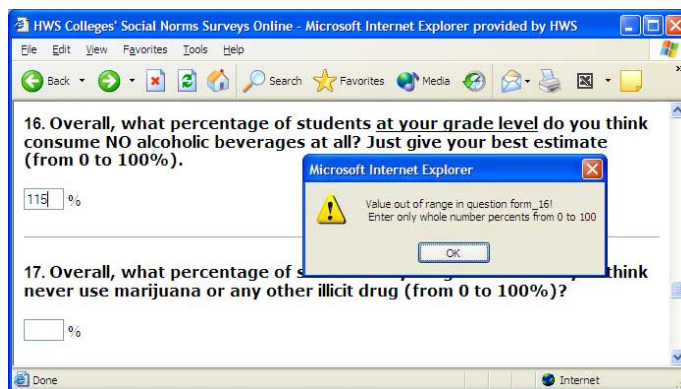 HWS Colleges' Social Norms Surveys Online - Microsoft Internet Explorer provided by HWS
File Edit View Favorites Tools Help
Back Search Favorites Media
16. Overall, what percentage of students at your grade level do you think
consume NO alcoholic beverages at all? Just give your best estimate
(from 0 to 100%).
115 %
Microsoft Internet Explorer
Value out of range in question form_16!
Enter only whole number percents from 0 to 100
OK
17. Overall, what percentage of s think
never use marijuana or any other illicit drug (from 0 to 100%)?
%
Done Internet